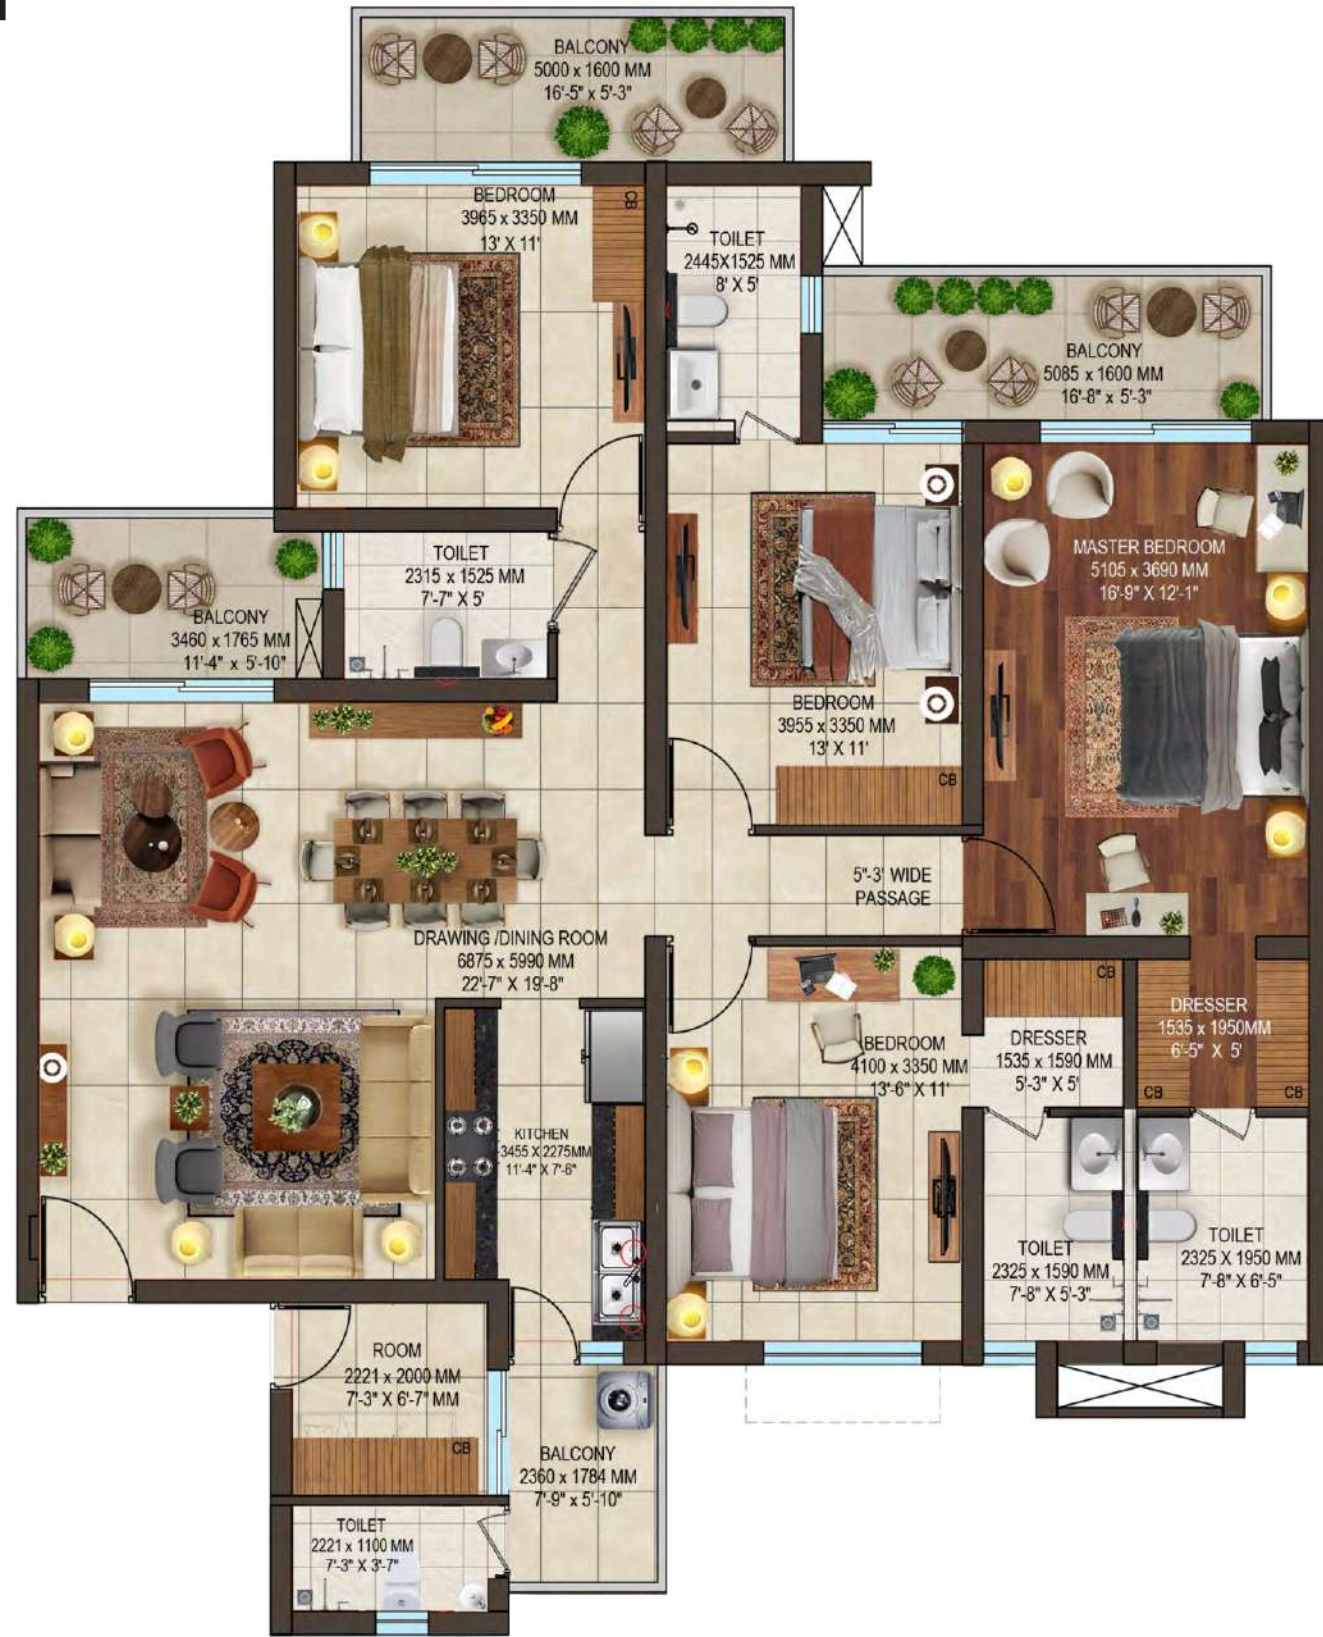 BALCONY
5000 x 1600 MM
16'-5" x 5'-3"
BEDROOM
3965 x 3350 MM
13' X 11'
CB
TOILET
2445X1525 MM
8' X 5'
BALCONY
5085 x 1600 MM
16'-8" x 5'-3"
TOILET
2315 x 1525 MM
7'-7" X 5'
BALCONY
3460 x 1765 MM
11'-4" x 5'-10"
MASTER BEDROOM
5105 x 3690 MM
16'-9" X 12'-1"
BEDROOM
3955 x 3350 MM
13' X 11'
CB
5"-3' WIDE
PASSAGE
DRAWING /DINING ROOM
6875 x 5990 MM
22'-7" X 19'-8"
CB
DRESSER
1535 x 1950MM
6'-5" X 5'
CB
CB
DRESSER
1535 x 1590 MM
5'-3" X 5'
BEDROOM
4100 x 3350 MM
13'-6" X 11'
KITCHEN
3455 X 2275MM
11'-4" X 7'-6"
TOILET
2325 x 1590 MM
7'-8" X 5'-3"
TOILET
2325 X 1950 MM
7'-8" X 6'-5"
ROOM
2221 x 2000 MM
7'-3" X 6'-7" MM
CB
BALCONY
2360 x 1784 MM
7'-9" x 5'-10"
TOILET
2221 x 1100 MM
7'-3" X 3'-7"